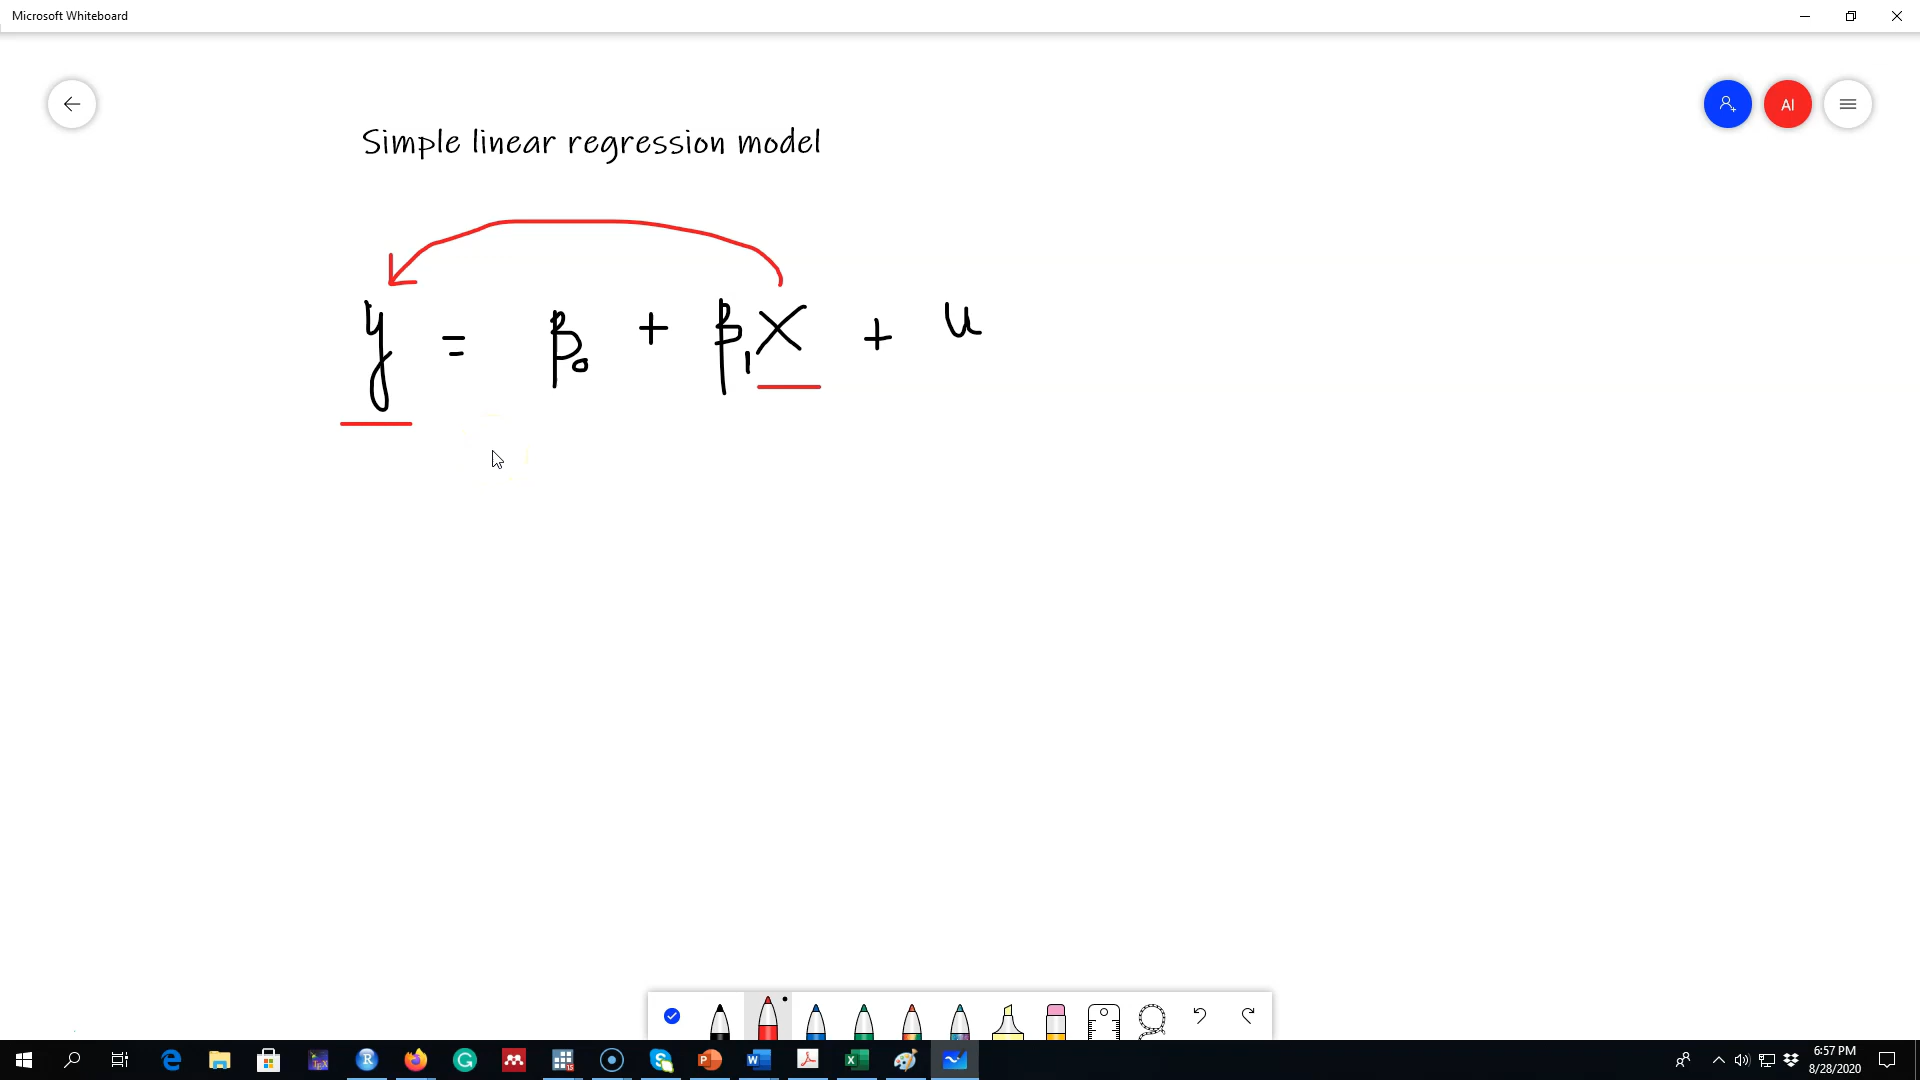 Microsoft Whiteboard
AI
Simple linear regression model
y = β₀ + β₁X + u
6:57 PM
8/28/2020